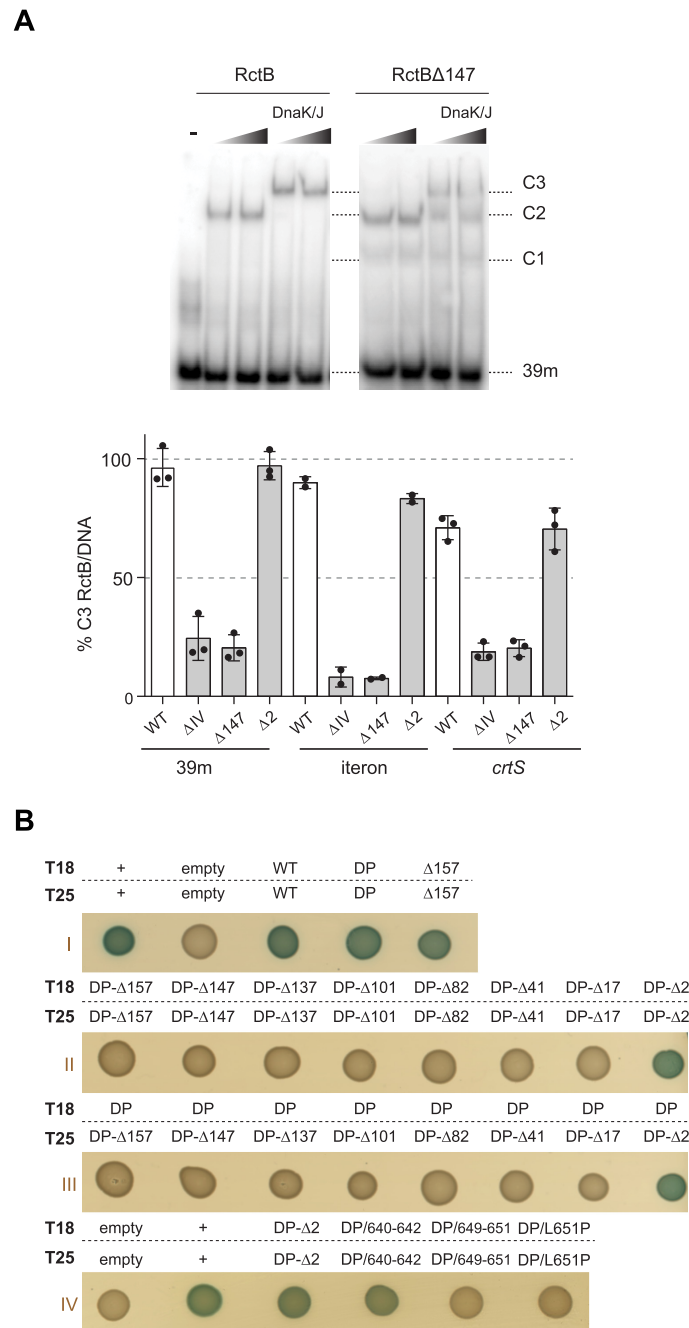 A
RctB RctBΔ147
DnaK/J DnaK/J
-
C3
C2
C1
39m
100
50
0
% C3 RctB/DNA
WT ΔIV Δ147 Δ2 WT ΔIV Δ147 Δ2 WT ΔIV Δ147 Δ2
39m iteron crtS
B
T18 + empty WT DP Δ157
T25 + empty WT DP Δ157
I
T18 DP-Δ157 DP-Δ147 DP-Δ137 DP-Δ101 DP-Δ82 DP-Δ41 DP-Δ17 DP-Δ2
T25 DP-Δ157 DP-Δ147 DP-Δ137 DP-Δ101 DP-Δ82 DP-Δ41 DP-Δ17 DP-Δ2
II
T18 DP DP DP DP DP DP DP DP
T25 DP-Δ157 DP-Δ147 DP-Δ137 DP-Δ101 DP-Δ82 DP-Δ41 DP-Δ17 DP-Δ2
III
T18 empty + DP-Δ2 DP/640-642 DP/649-651 DP/L651P
T25 empty + DP-Δ2 DP/640-642 DP/649-651 DP/L651P
IV